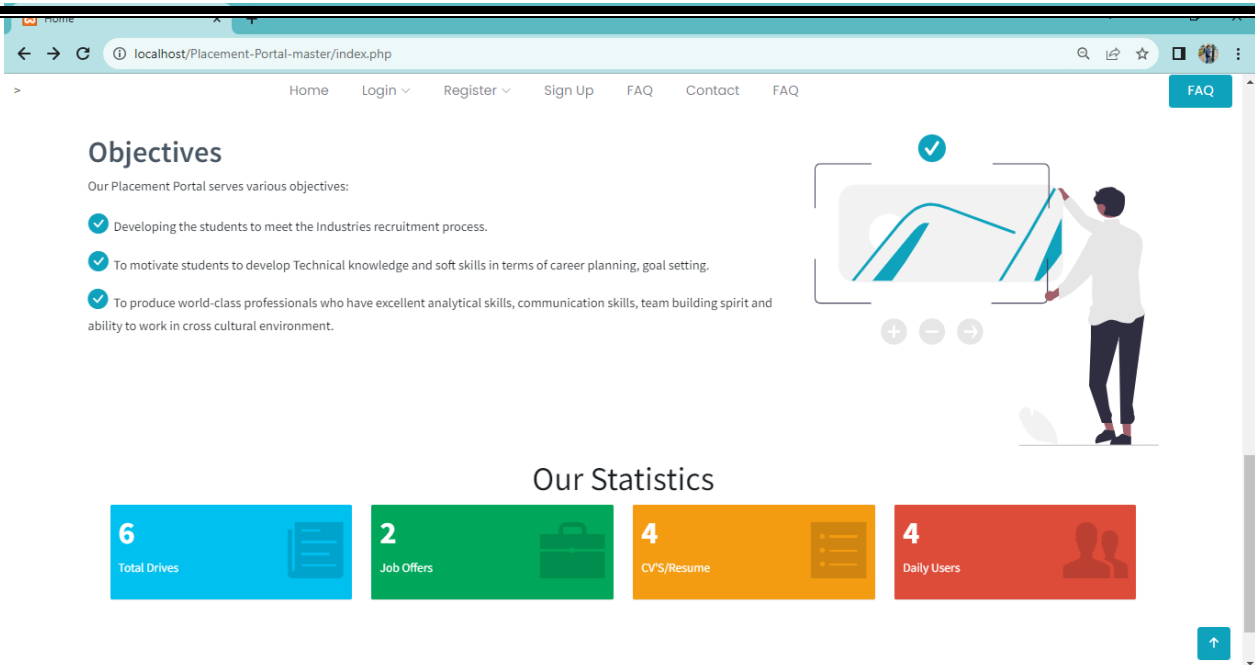 Home
localhost/Placement-Portal-master/index.php
> Home Login Register Sign Up FAQ Contact FAQ FAQ
Objectives
Our Placement Portal serves various objectives:
Developing the students to meet the Industries recruitment process.
To motivate students to develop Technical knowledge and soft skills in terms of career planning, goal setting.
To produce world-class professionals who have excellent analytical skills, communication skills, team building spirit and
ability to work in cross cultural environment.
Our Statistics
6
Total Drives
2
Job Offers
4
CV'S/Resume
4
Daily Users